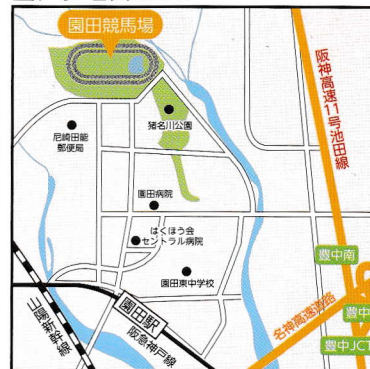 園田競馬場
猪名川公園
尼崎田能
郵便局
阪神高速11号池田線
園田病院
はくほう会
セントラル病院
園田東中学校
豊中南
園田駅
阪急神戸線
山陽新幹線
名神高速道路
豊中
豊中JCT